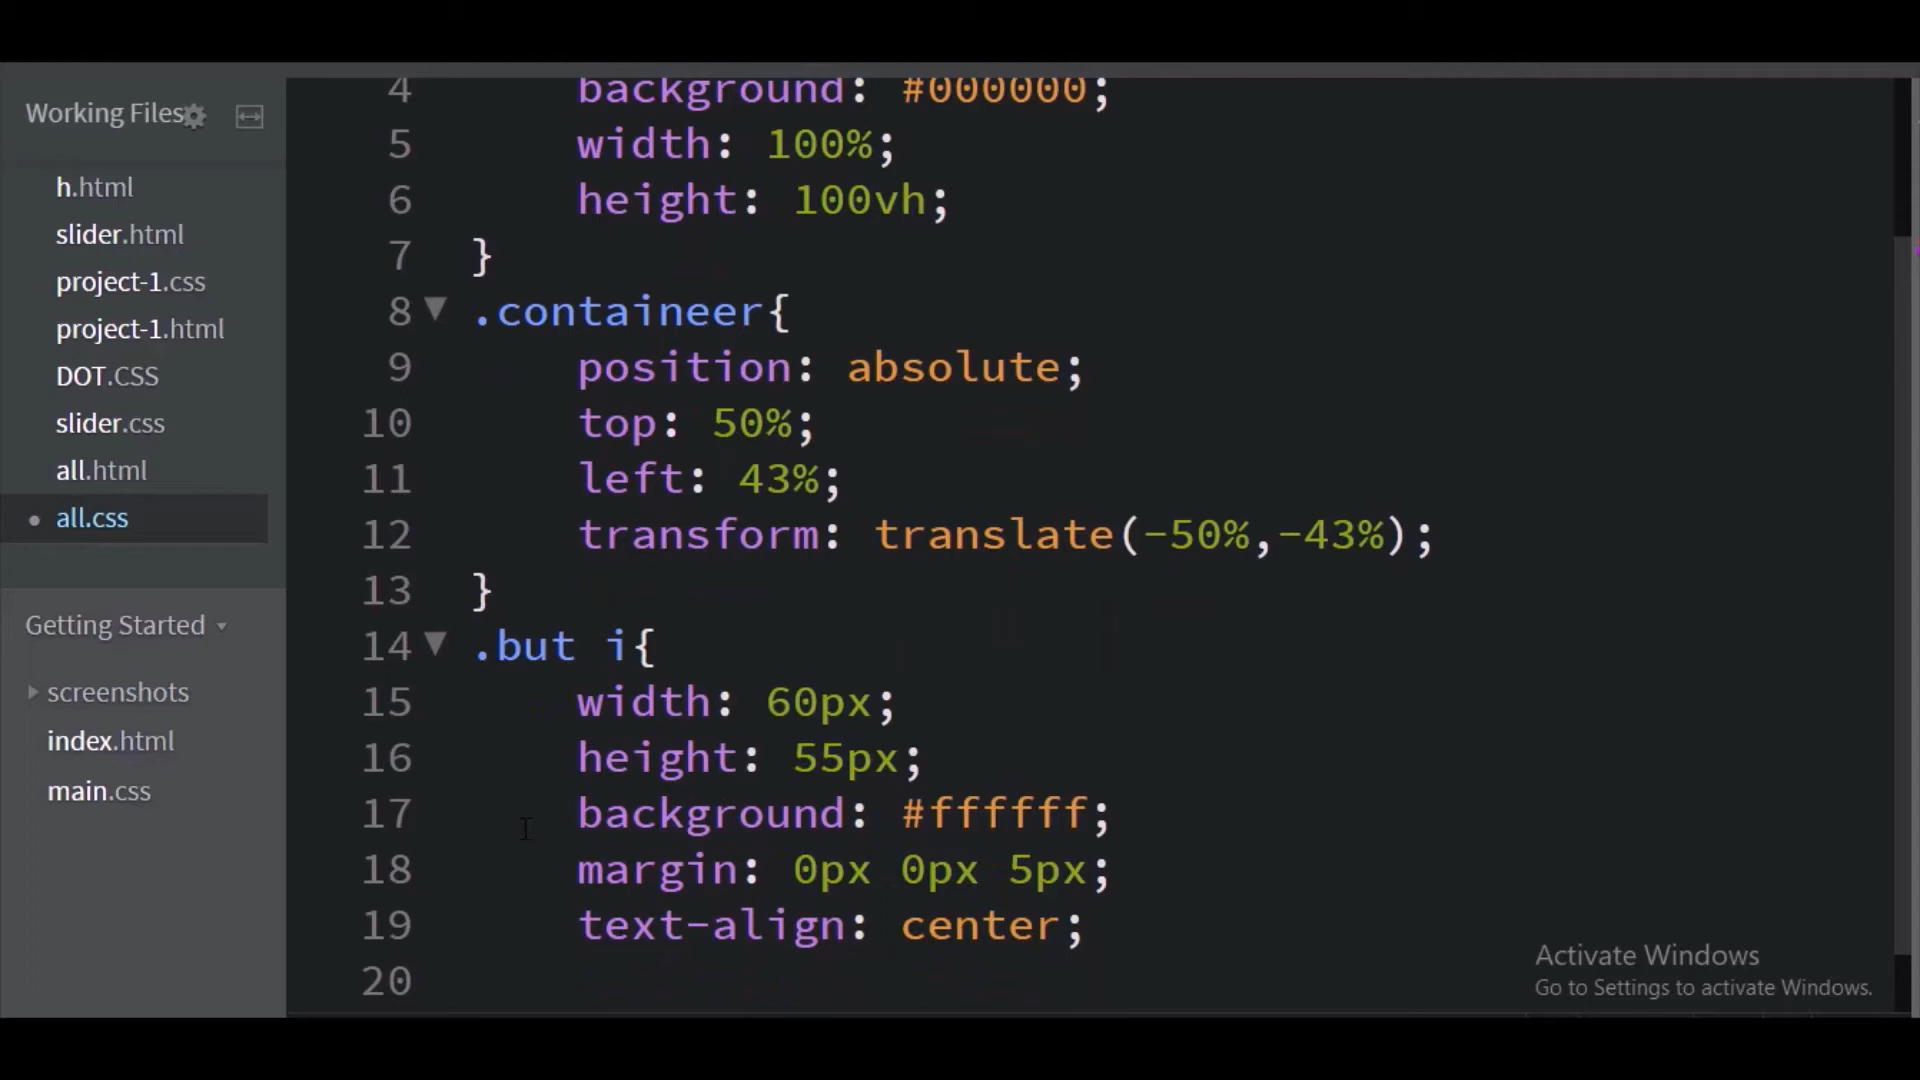 Working Files
h.html
slider.html
project-1.css
project-1.html
DOT.CSS
slider.css
all.html
all.css
Getting Started
screenshots
index.html
main.css
4 background: #000000;
5 width: 100%;
6 height: 100vh;
7 }
8 .containeer{
9 position: absolute;
10 top: 50%;
11 left: 43%;
12 transform: translate(-50%,-43%);
13 }
14 .but i{
15 width: 60px;
16 height: 55px;
17 background: #ffffff;
18 margin: 0px 0px 5px;
19 text-align: center;
20
Activate Windows
Go to Settings to activate Windows.